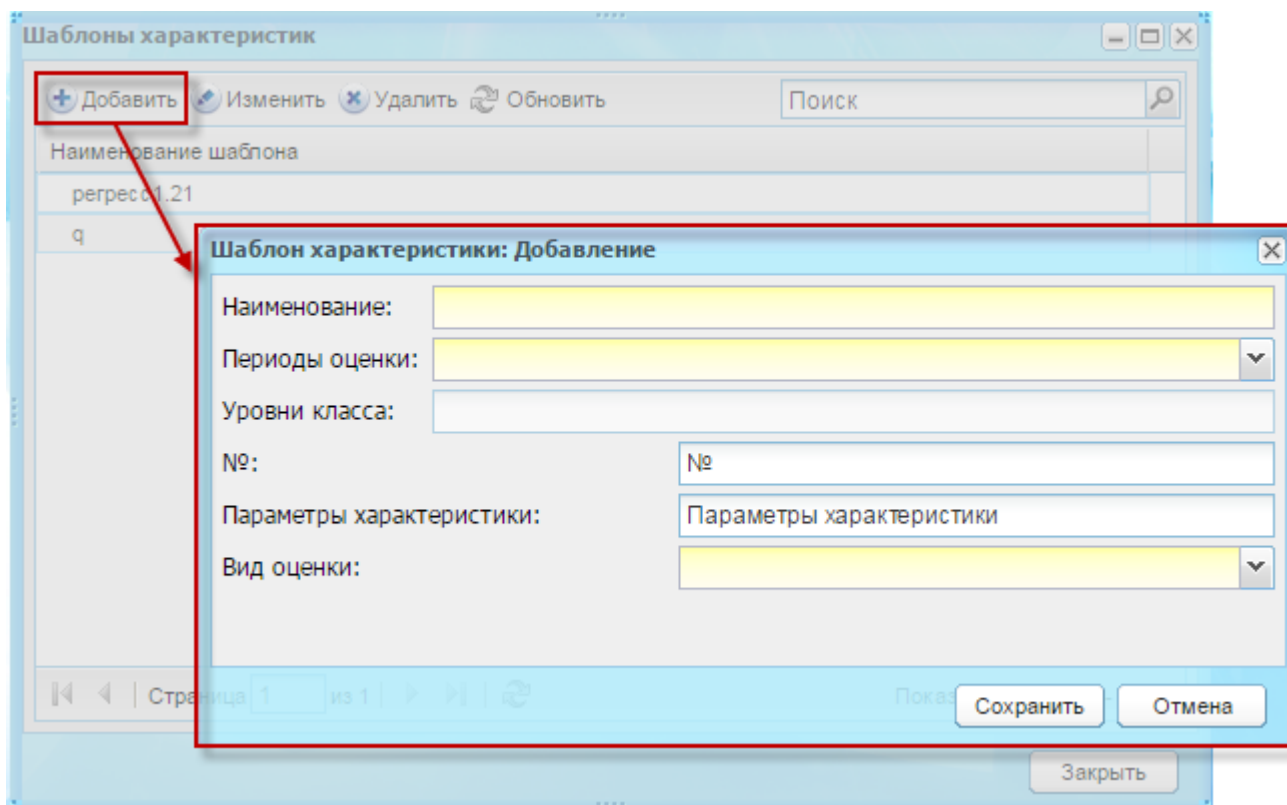 Шаблоны характеристик
Добавить Изменить Удалить Обновить Поиск
Наименование шаблона
регресс1.21
q
Шаблон характеристики: Добавление
Наименование:
Периоды оценки:
Уровни класса:
№: №
Параметры характеристики: Параметры характеристики
Вид оценки:
Страница 1 из 1
Сохранить Отмена
Закрыть